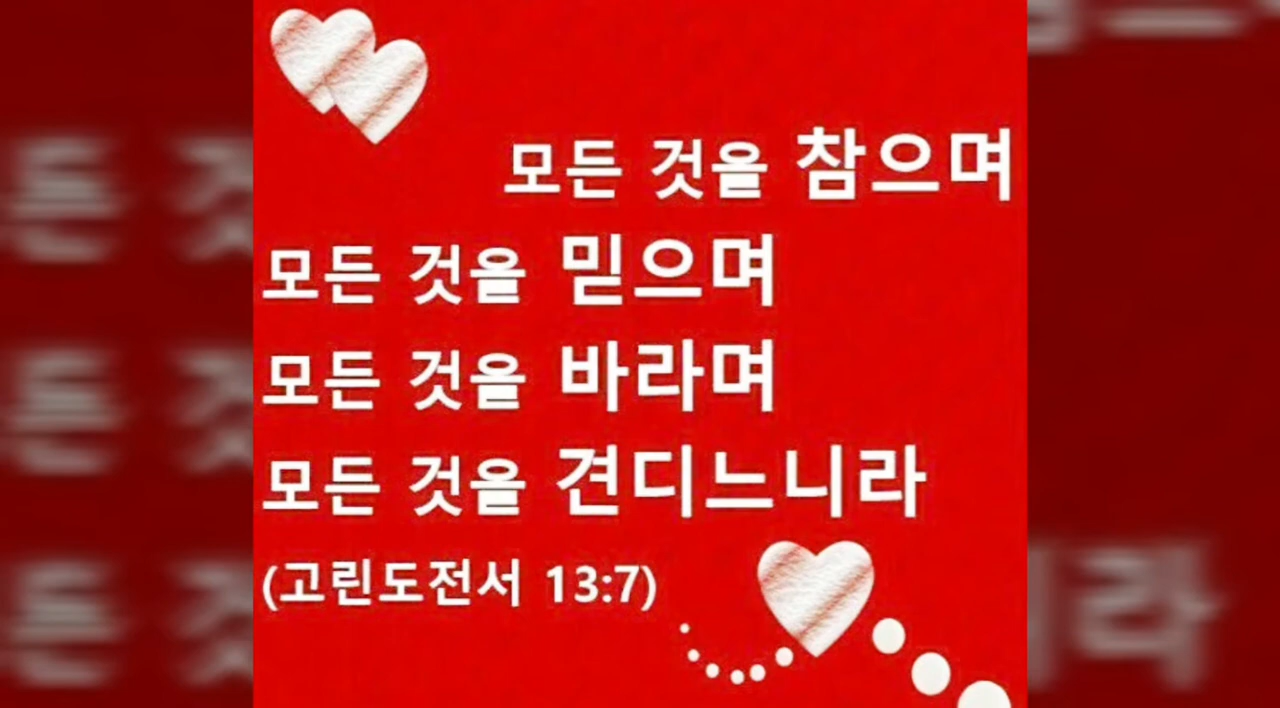 모든 것을 참으며
모든 것을 믿으며
모든 것을 바라며
모든 것을 견디느니라
(고린도전서 13:7)